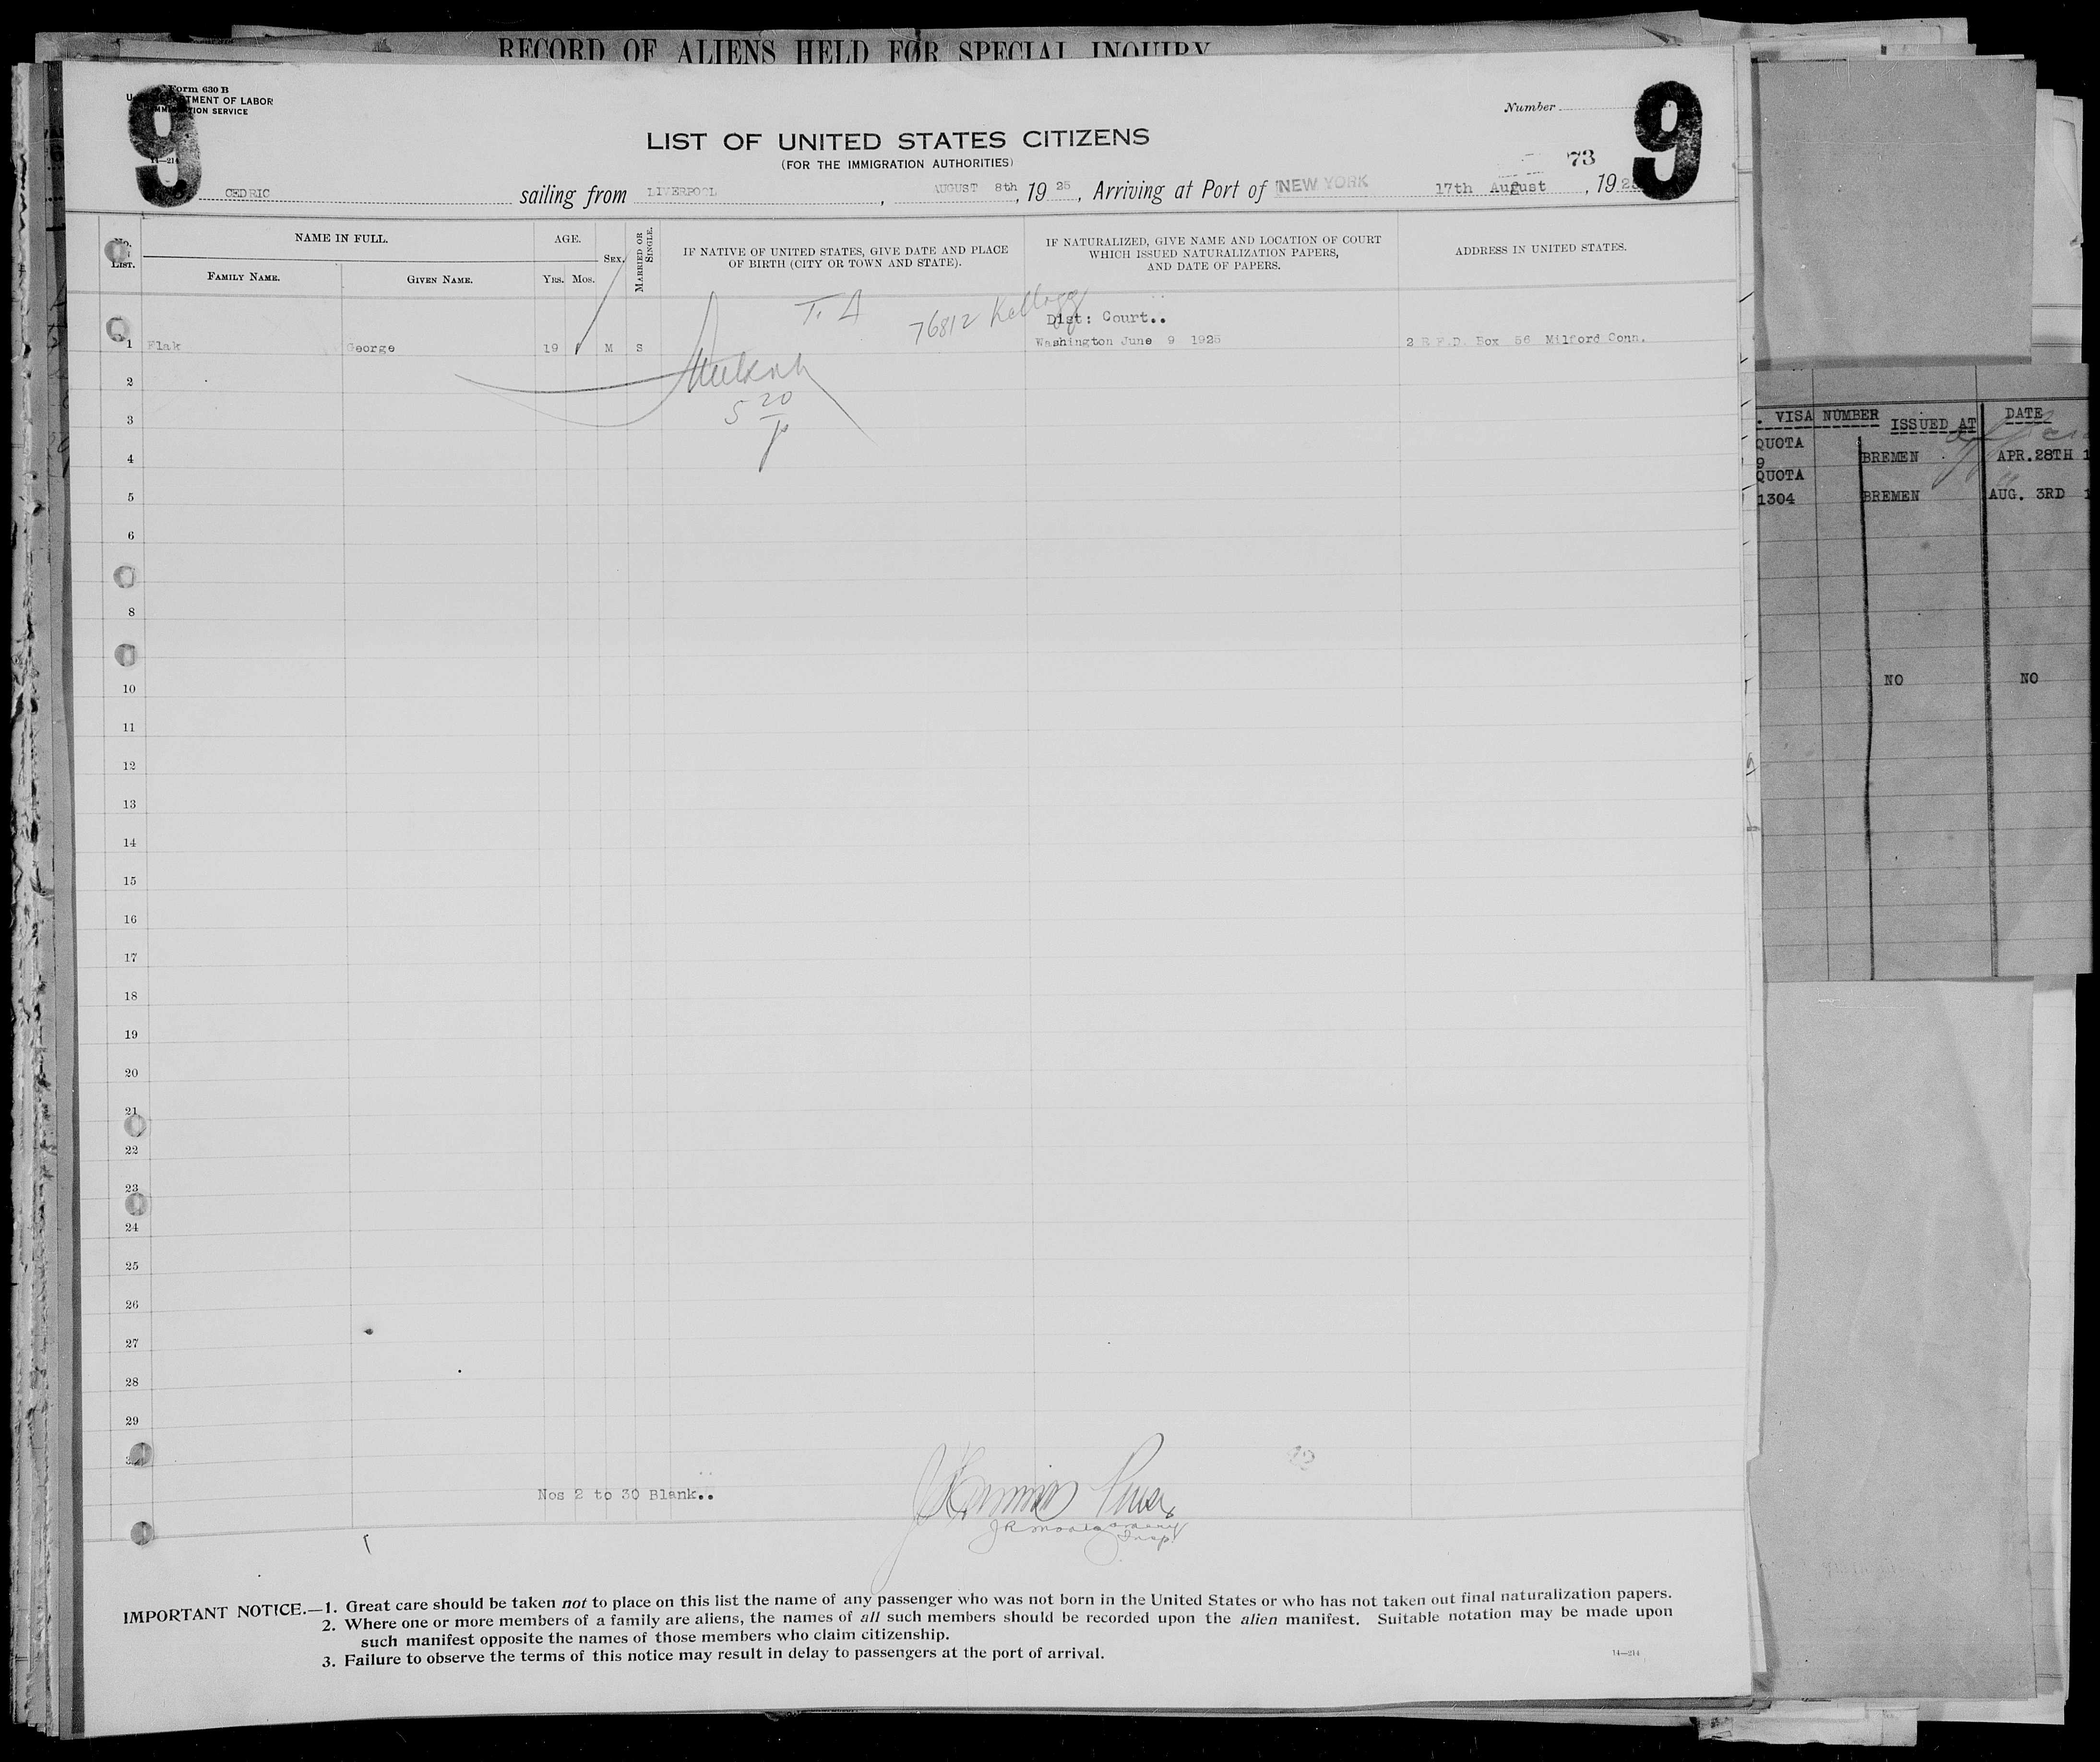 RECORD OF ALIENS HELD FOR SPECIAL INQUIRY
Form 630 B
DEPARTMENT OF LABOR
IMMIGRATION SERVICE
14—214
9
Number
9
LIST OF UNITED STATES CITIZENS
(FOR THE IMMIGRATION AUTHORITIES)
73
CEDRIC sailing from LIVERPOOL, AUGUST 8th, 1925, Arriving at Port of NEW YORK 17th August, 1925
No. LIST.
NAME IN FULL.
FAMILY NAME.
GIVEN NAME.
AGE.
YRS. MOS.
SEX.
MARRIED OR SINGLE.
IF NATIVE OF UNITED STATES, GIVE DATE AND PLACE
OF BIRTH (CITY OR TOWN AND STATE).
IF NATURALIZED, GIVE NAME AND LOCATION OF COURT
WHICH ISSUED NATURALIZATION PAPERS,
AND DATE OF PAPERS.
ADDRESS IN UNITED STATES.
T. A
76812 Kellogg
Dist: Court..
1 Flak George 19 M S Washington June 9 1925 2 R F.D. Box 56 Milford Conn.
2
5 20
3
4
5
6
8
10
11
12
13
14
15
16
17
18
19
20
21
22
23
24
25
26
27
28
29
Nos 2 to 30 Blank..
J R Montgomery
Insp.
IMPORTANT NOTICE.—1. Great care should be taken not to place on this list the name of any passenger who was not born in the United States or who has not taken out final naturalization papers.
2. Where one or more members of a family are aliens, the names of all such members should be recorded upon the alien manifest. Suitable notation may be made upon
such manifest opposite the names of those members who claim citizenship.
3. Failure to observe the terms of this notice may result in delay to passengers at the port of arrival.
14—214
. VISA NUMBER ISSUED AT DATE
QUOTA
9 BREMEN APR.28TH 1
QUOTA
1304 BREMEN AUG. 3RD 1
NO NO